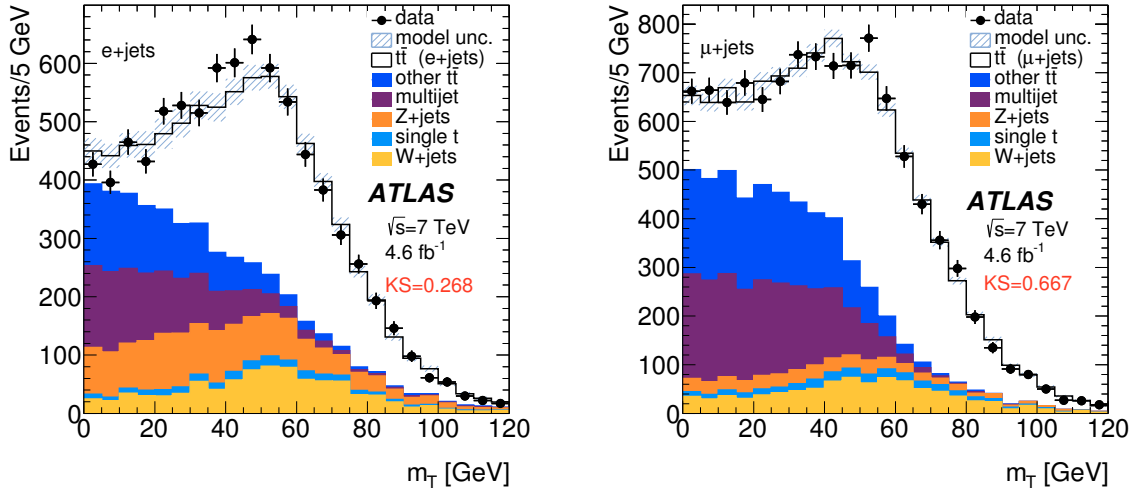 Events/5 GeV
600
500
400
300
200
100
0
e+jets
data
model unc.
tt̄ (e+jets)
other tt̄
multijet
Z+jets
single t
W+jets
ATLAS
√s=7 TeV
4.6 fb⁻¹
KS=0.268
0 20 40 60 80 100 120
m_T [GeV]
Events/5 GeV
800
700
600
500
400
300
200
100
0
μ+jets
data
model unc.
tt̄ (μ+jets)
other tt̄
multijet
Z+jets
single t
W+jets
ATLAS
√s=7 TeV
4.6 fb⁻¹
KS=0.667
0 20 40 60 80 100 120
m_T [GeV]